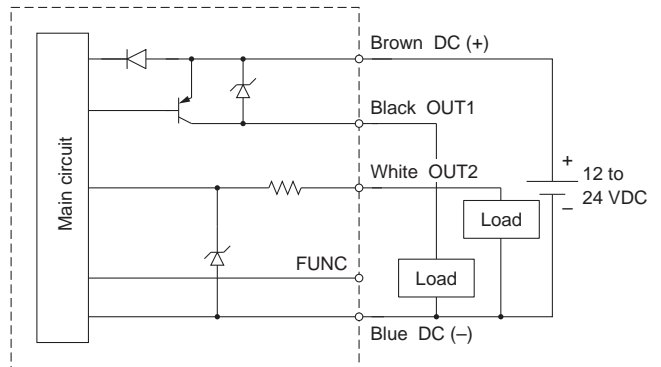 Brown DC (+)
Black OUT1
White OUT2
Main circuit
FUNC
Blue DC (–)
Load
Load
+
12 to
24 VDC
–